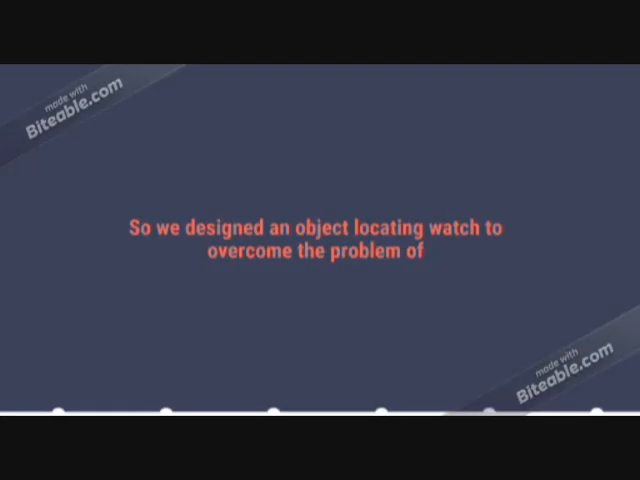 made with
Biteable.com
So we designed an object locating watch to
overcome the problem of
made with
Biteable.com